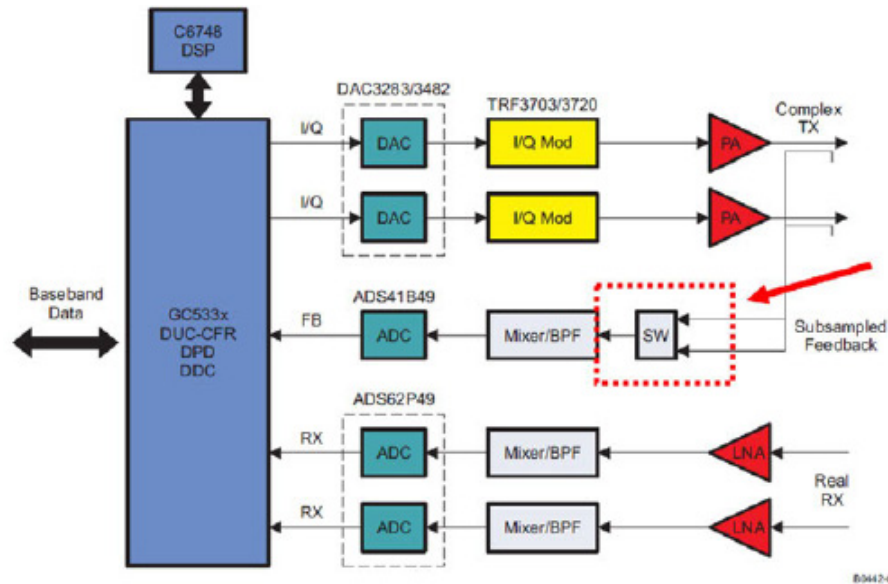 C6748
DSP
DAC3283/3482
TRF3703/3720
Complex
TX
I/Q
DAC
I/Q Mod
PA
I/Q
DAC
I/Q Mod
PA
Baseband
Data
GC533x
DUC-CFR
DPD
DDC
ADS41B49
FB
ADC
Mixer/BPF
SW
Subsampled
Feedback
ADS62P49
RX
ADC
Mixer/BPF
LNA
Real
RX
RX
ADC
Mixer/BPF
LNA